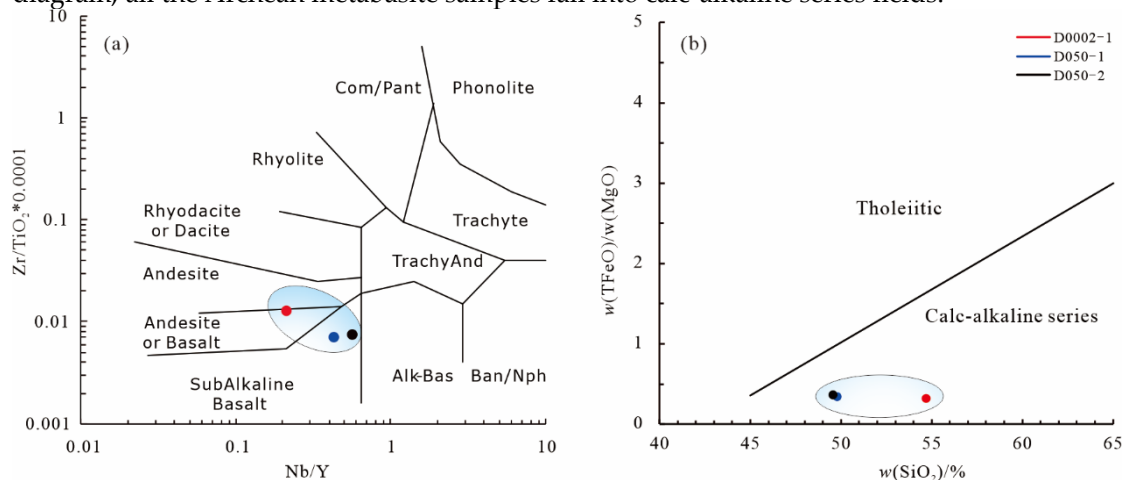 diagram, all the Archean metabasite samples fall into calc-alkaline series fields.
(a)
10
1
0.1
0.01
0.001
Zr/TiO₂*0.0001
Com/Pant
Phonolite
Rhyolite
Rhyodacite
or Dacite
Trachyte
Andesite
TrachyAnd
Andesite
or Basalt
SubAlkaline
Basalt
Alk-Bas
Ban/Nph
0.01
0.1
1
10
Nb/Y
(b)
D0002-1
D050-1
D050-2
5
4
3
2
1
0
w(TFeO)/w(MgO)
Tholeiitic
Calc-alkaline series
40
45
50
55
60
65
w(SiO₂)/%